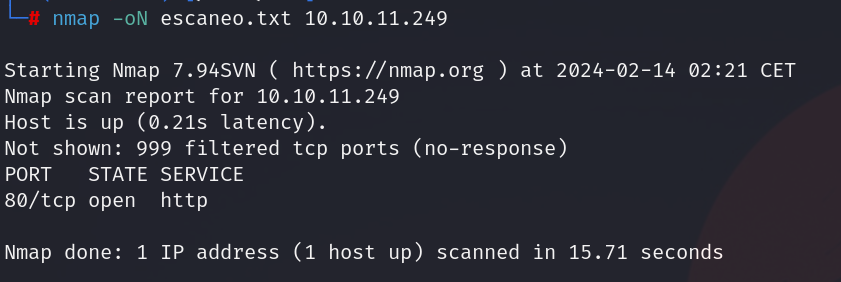 └─# nmap -oN escaneo.txt 10.10.11.249
Starting Nmap 7.94SVN ( https://nmap.org ) at 2024-02-14 02:21 CET
Nmap scan report for 10.10.11.249
Host is up (0.21s latency).
Not shown: 999 filtered tcp ports (no-response)
PORT   STATE SERVICE
80/tcp open  http
Nmap done: 1 IP address (1 host up) scanned in 15.71 seconds